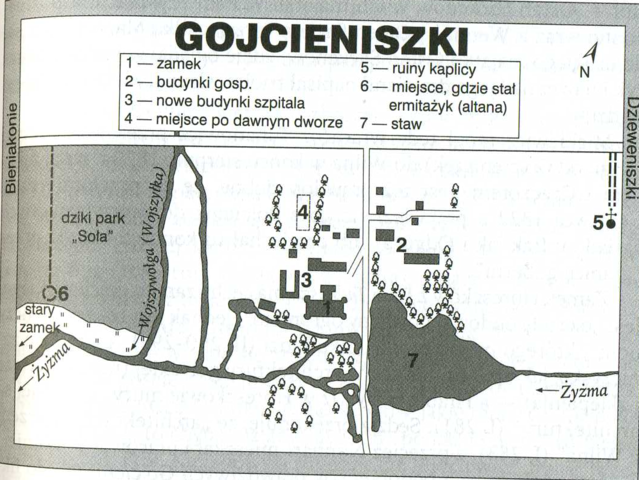 GOJCIENISZKI
1 — zamek
2 — budynki gosp.
3 — nowe budynki szpitala
4 — miejsce po dawnym dworze
5 — ruiny kaplicy
6 — miejsce, gdzie stał
ermitażyk (altana)
7 — staw
N
Bieniakonie
Dziewieniszki
dziki park
„Soła”
Wojszywołga (Wojszyłka)
4
5
2
3
1
6
stary
zamek
Żyżma
7
Żyżma